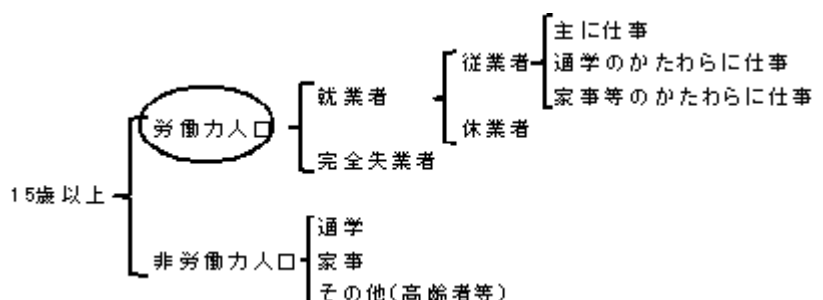 主に仕事
従業者
通学のかたわらに仕事
就業者
家事等のかたわらに仕事
労働力人口
休業者
完全失業者
15歳以上
通学
非労働力人口
家事
その他(高齢者等)